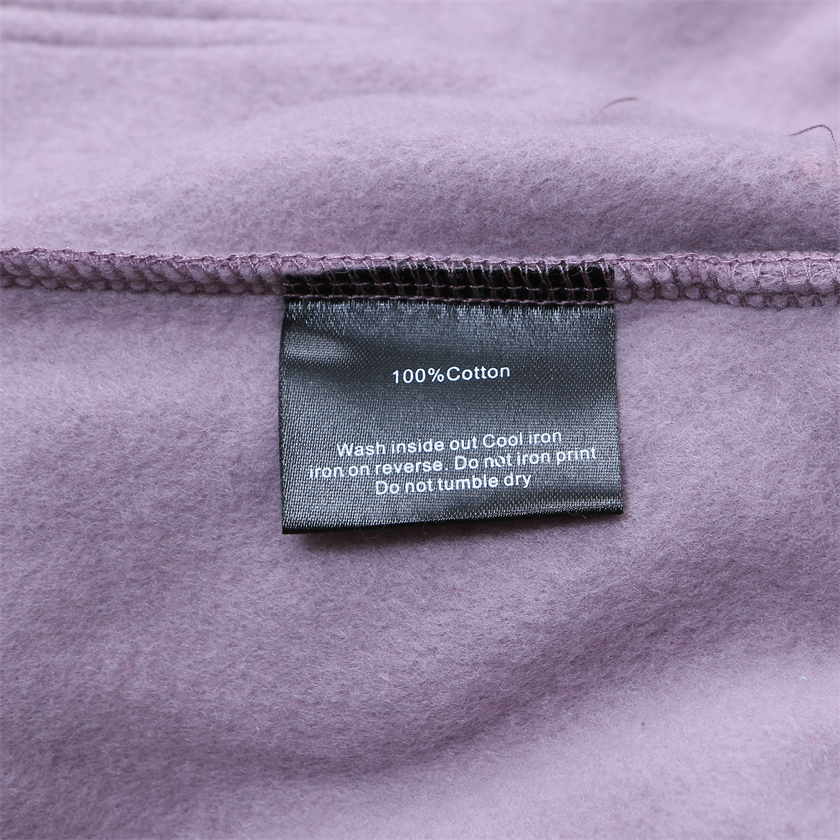 100%Cotton
Wash inside out Cool iron
iron on reverse. Do not iron print
Do not tumble dry